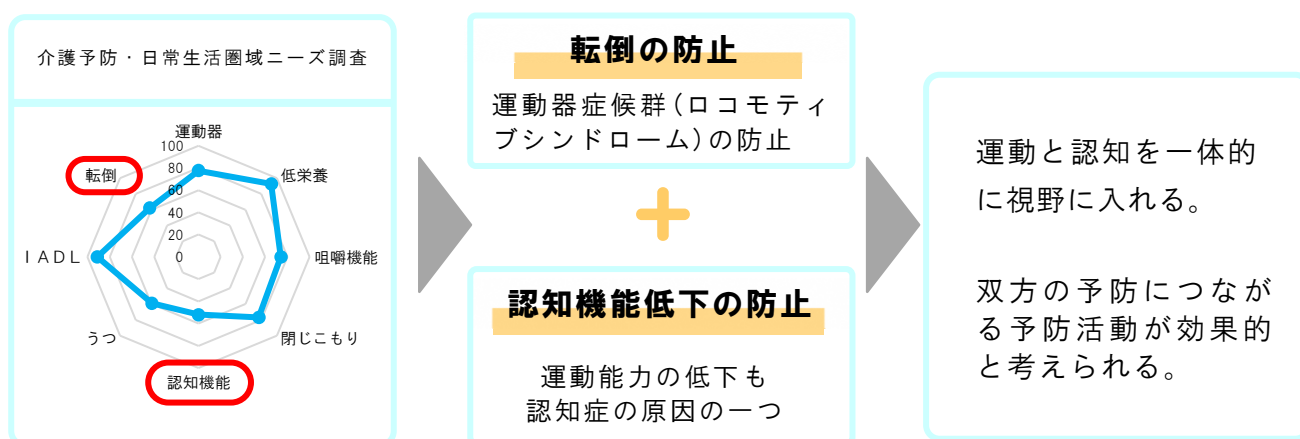 介護予防・日常生活圏域ニーズ調査
運動器
100
80
60
40
20
0
低栄養
咀嚼機能
閉じこもり
認知機能
うつ
IADL
転倒
転倒の防止
運動器症候群(ロコモティ
ブシンドローム)の防止
認知機能低下の防止
運動能力の低下も
認知症の原因の一つ
運動と認知を一体的
に視野に入れる。
双方の予防につなが
る予防活動が効果的
と考えられる。